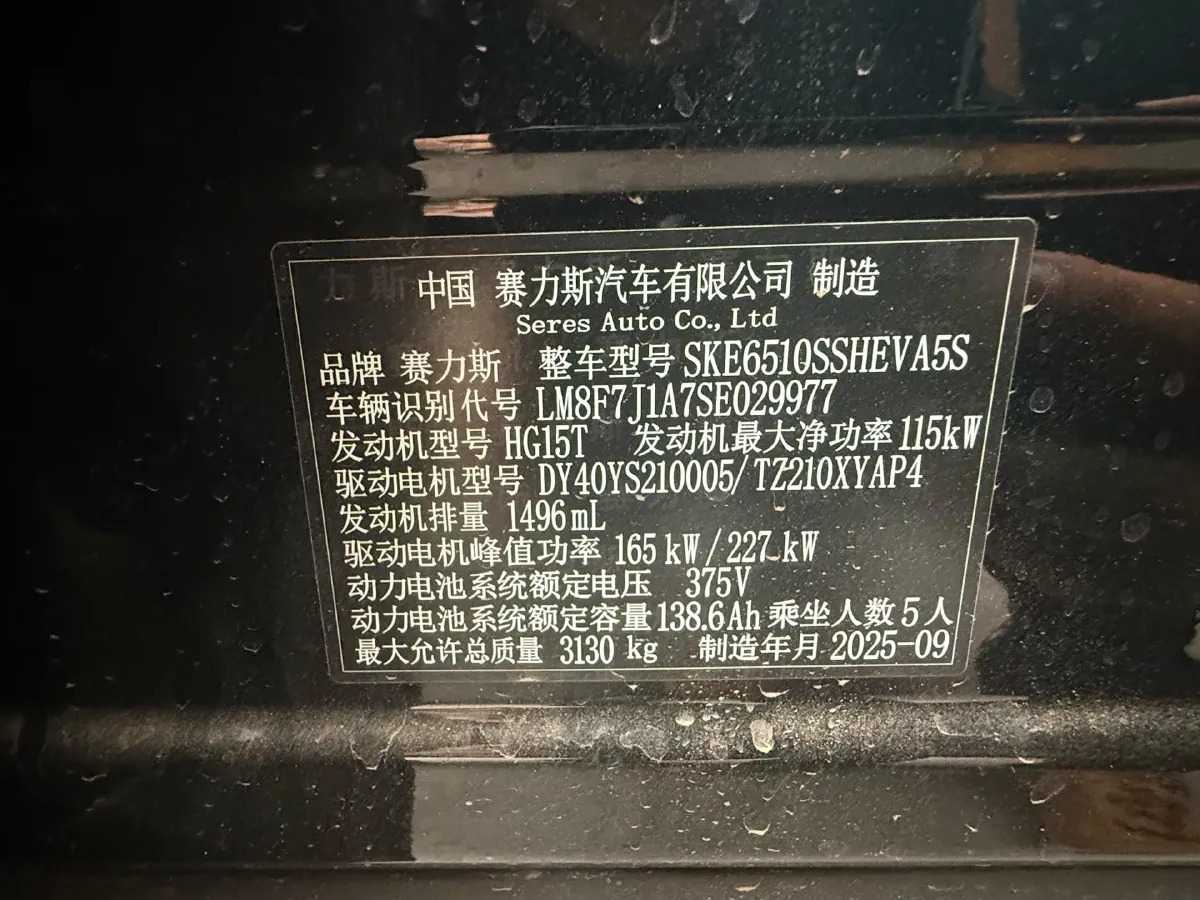 中国 赛力斯汽车有限公司 制造
Seres Auto Co., Ltd
品牌 赛力斯 整车型号 SKE6510SSHEVA5S
车辆识别代号 LM8F7J1A7SE029977
发动机型号 HG15T 发动机最大净功率 115kW
驱动电机型号 DY40YS210005/TZ210XYAP4
发动机排量 1496mL
驱动电机峰值功率 165 kW / 227 kW
动力电池系统额定电压 375V
动力电池系统额定容量 138.6Ah 乘坐人数 5 人
最大允许总质量 3130 kg 制造年月 2025-09